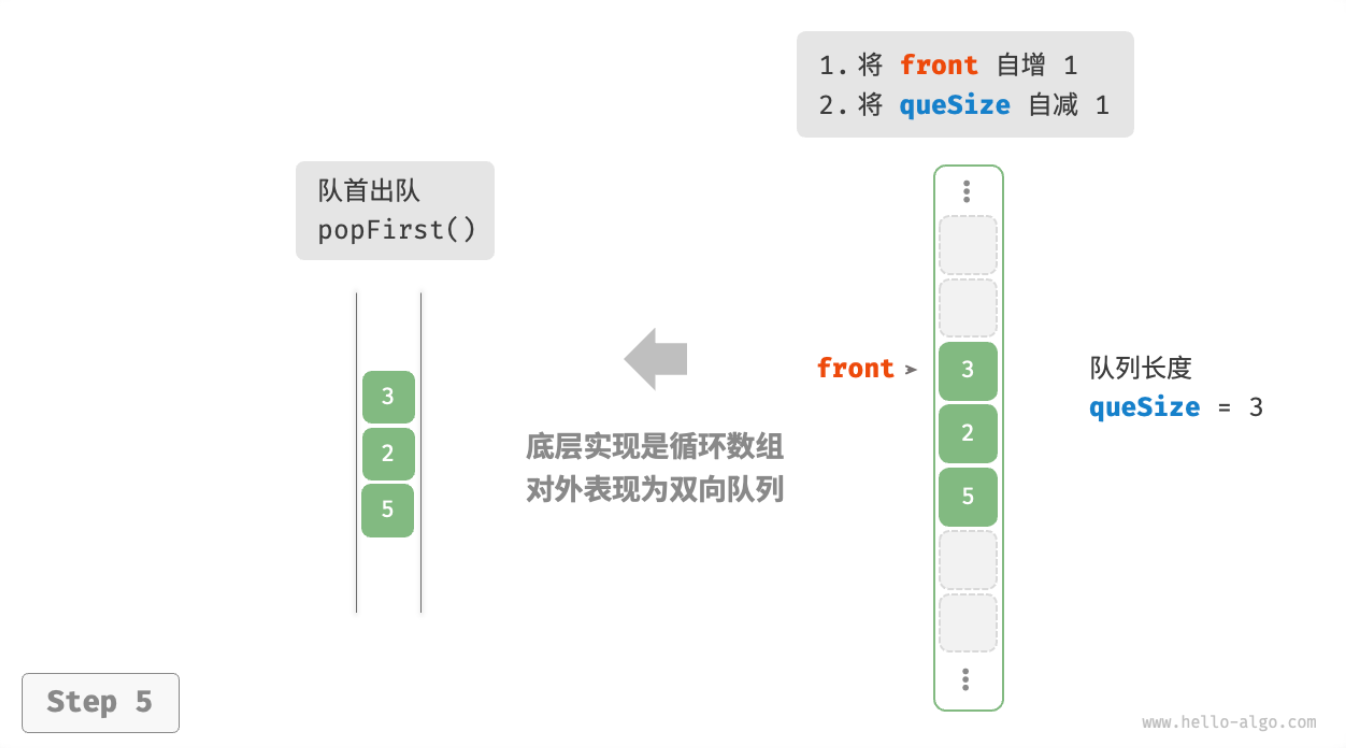 1. 将 front 自增 1
2. 将 queSize 自减 1
队首出队
popFirst()
3
2
5
底层实现是循环数组
对外表现为双向队列
front
3
2
5
队列长度
queSize = 3
Step 5
www.hello-algo.com